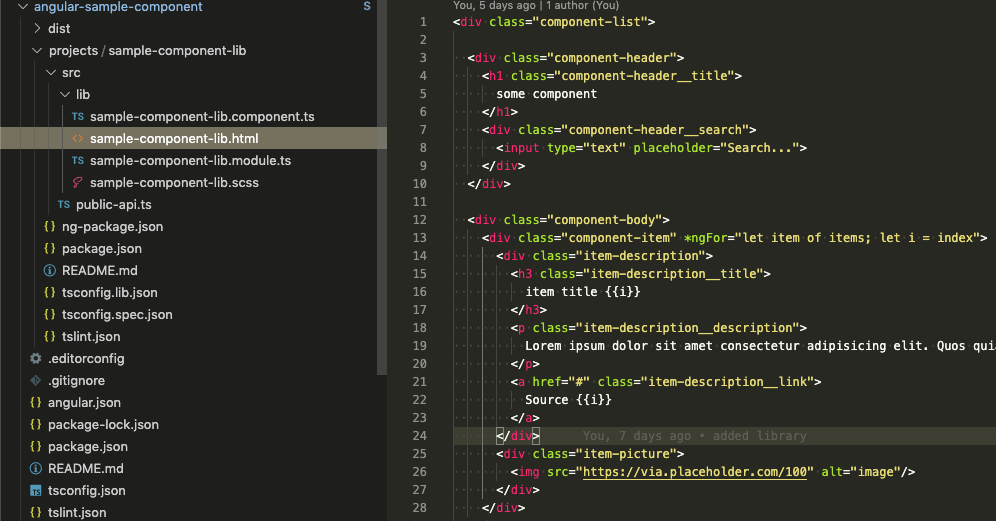 angular-sample-component S
dist
projects / sample-component-lib
src
lib
TS sample-component-lib.component.ts
<> sample-component-lib.html
TS sample-component-lib.module.ts
sample-component-lib.scss
TS public-api.ts
{} ng-package.json
{} package.json
README.md
{} tsconfig.lib.json
{} tsconfig.spec.json
{} tslint.json
.editorconfig
.gitignore
{} angular.json
{} package-lock.json
{} package.json
README.md
TS tsconfig.json
{} tslint.json
You, 5 days ago | 1 author (You)
1 <div class="component-list">
2
3 <div class="component-header">
4 <h1 class="component-header__title">
5 some component
6 </h1>
7 <div class="component-header__search">
8 <input type="text" placeholder="Search...">
9 </div>
10 </div>
11
12 <div class="component-body">
13 <div class="component-item" *ngFor="let item of items; let i = index">
14 <div class="item-description">
15 <h3 class="item-description__title">
16 item title {{i}}
17 </h3>
18 <p class="item-description__description">
19 Lorem ipsum dolor sit amet consectetur adipisicing elit. Quos quia
20 </p>
21 <a href="#" class="item-description__link">
22 Source {{i}}
23 </a>
24 </div> You, 7 days ago • added library
25 <div class="item-picture">
26 <img src="https://via.placeholder.com/100" alt="image"/>
27 </div>
28 </div>